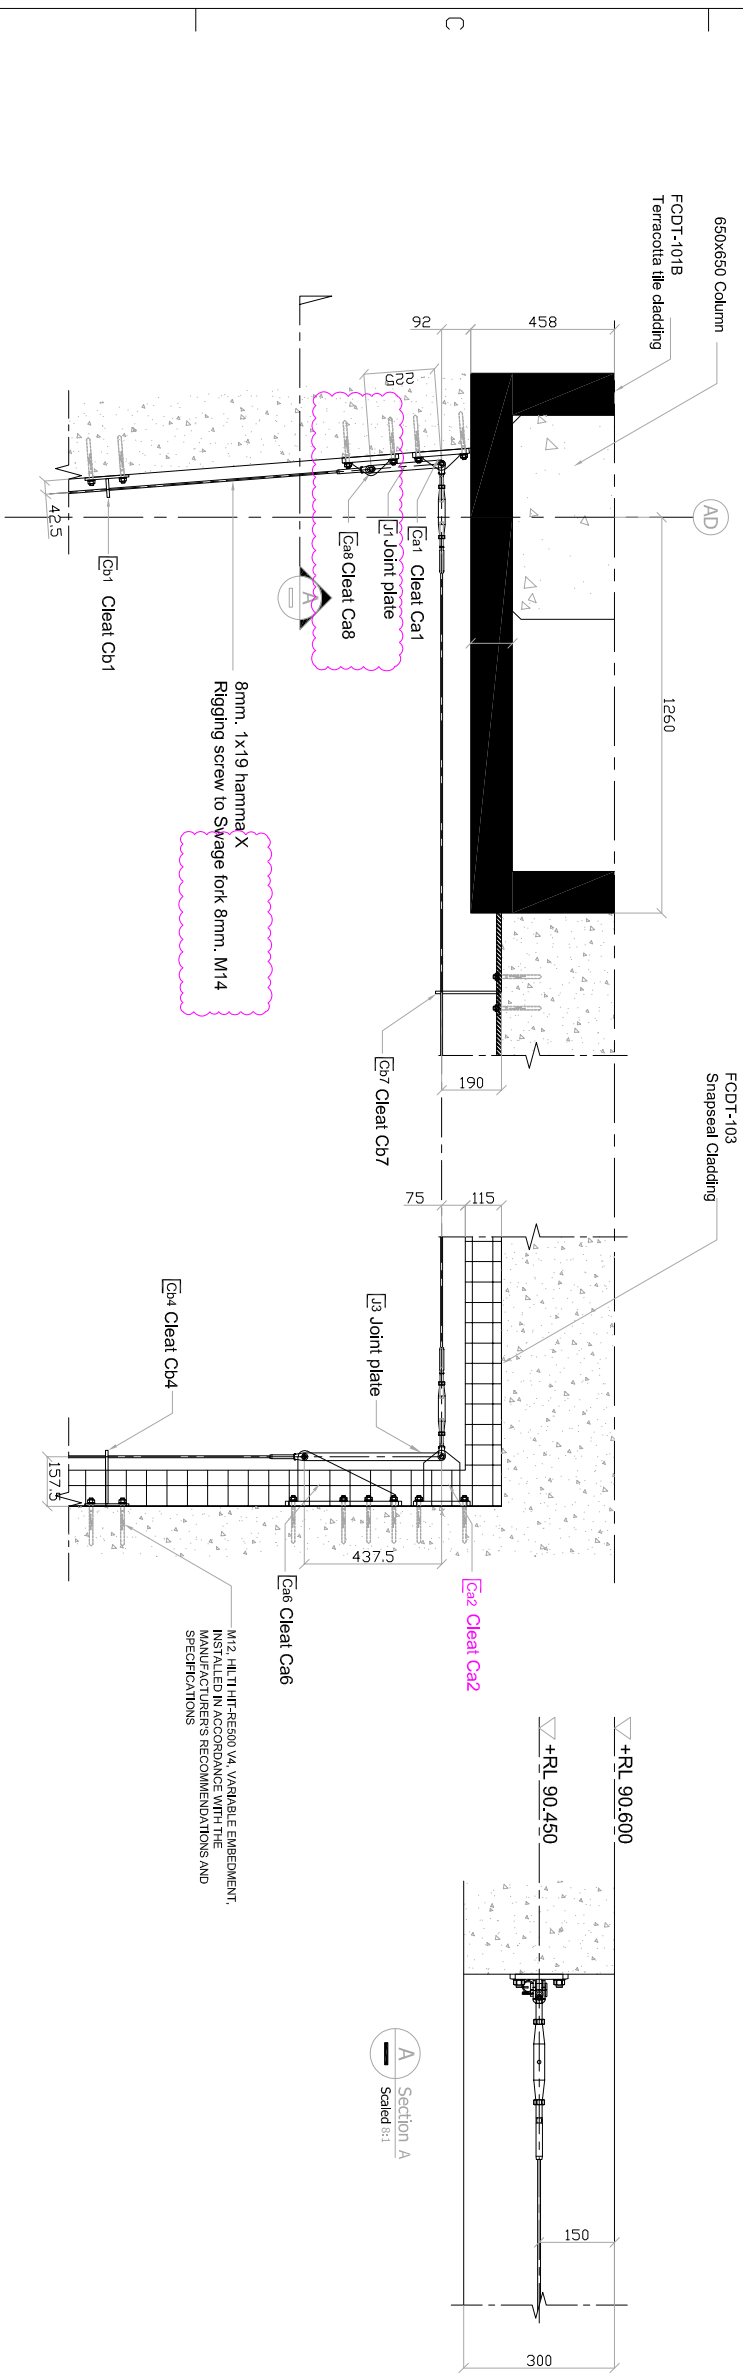 C
650x650 Column
FCDT-101B
Terracotta tile cladding
AD
458
92
225
1260
Ca1 Cleat Ca1
J1 Joint plate
Ca8 Cleat Ca8
A
42.5
Cb1 Cleat Cb1
8mm. 1x19 hamma X
Rigging screw to Swage fork 8mm. M14
190
Cb7 Cleat Cb7
FCDT-103
Snapseal Cladding
75
115
J3 Joint plate
Cb4 Cleat Cb4
157.5
437.5
Ca2 Cleat Ca2
Ca6 Cleat Ca6
M12, HILTI HIT-RE500 V4, VARIABLE EMBEDMENT,
INSTALLED IN ACCORDANCE WITH THE
MANUFACTURER'S RECOMMENDATIONS AND
SPECIFICATIONS
+RL 90.600
+RL 90.450
150
300
A
Section A
Scaled 8:1